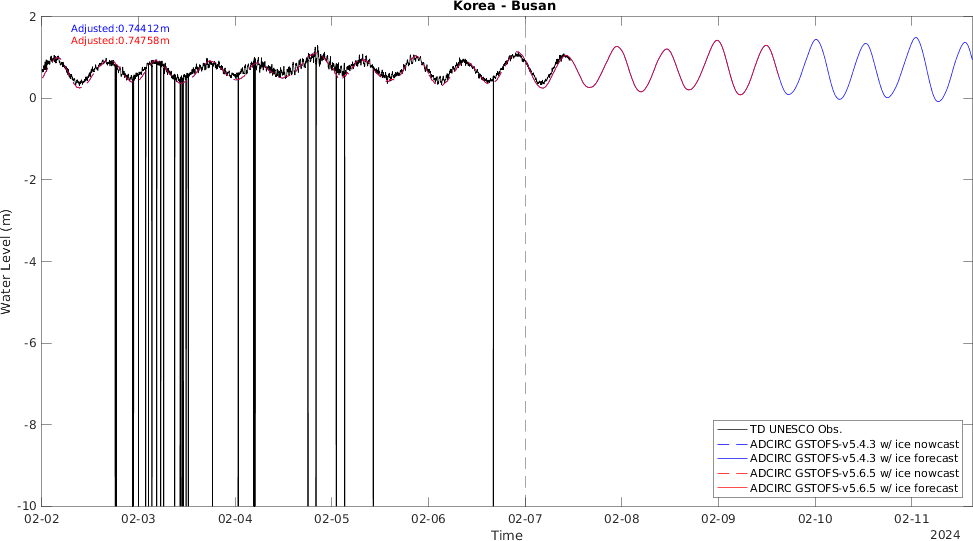 Korea - Busan
Adjusted:0.74412m
Adjusted:0.74758m
2
0
-2
-4
-6
-8
-10
Water Level (m)
TD UNESCO Obs.
ADCIRC GSTOFS-v5.4.3 w/ ice nowcast
ADCIRC GSTOFS-v5.4.3 w/ ice forecast
ADCIRC GSTOFS-v5.6.5 w/ ice nowcast
ADCIRC GSTOFS-v5.6.5 w/ ice forecast
02-02 02-03 02-04 02-05 02-06 02-07 02-08 02-09 02-10 02-11
Time
2024